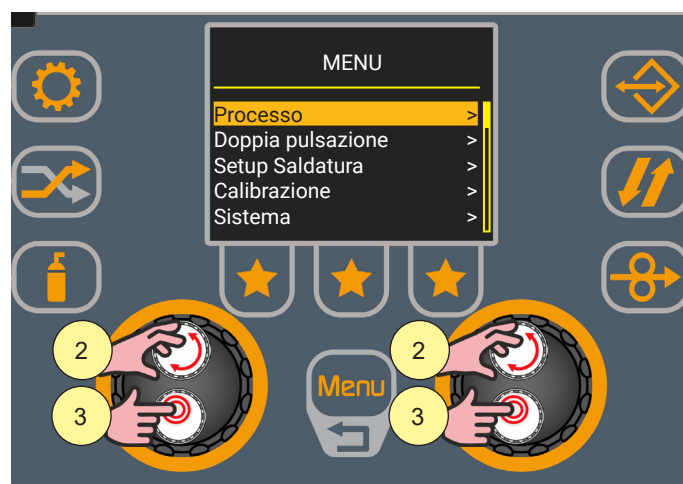 MENU
Processo >
Doppia pulsazione >
Setup Saldatura >
Calibrazione >
Sistema >
2
2
Menu
3
3